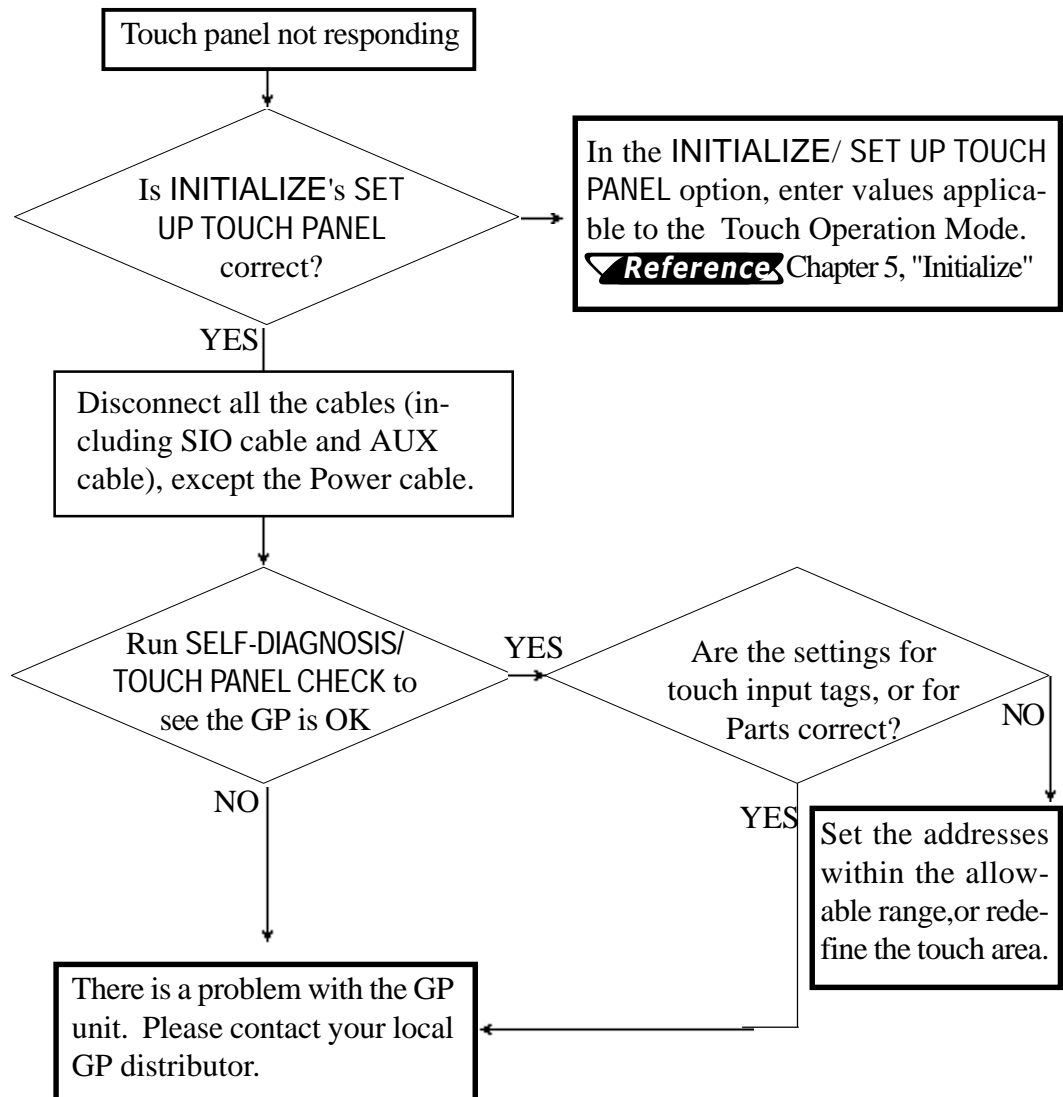 Touch panel not responding
Is INITIALIZE's SET
UP TOUCH PANEL
correct?
In the INITIALIZE/ SET UP TOUCH
PANEL option, enter values applica-
ble to the Touch Operation Mode.
Reference Chapter 5, "Initialize"
YES
Disconnect all the cables (in-
cluding SIO cable and AUX
cable), except the Power cable.
Run SELF-DIAGNOSIS/
TOUCH PANEL CHECK to
see the GP is OK
YES
Are the settings for
touch input tags, or for
Parts correct?
NO
NO
YES
Set the addresses
within the allow-
able range,or rede-
fine the touch area.
There is a problem with the GP
unit. Please contact your local
GP distributor.